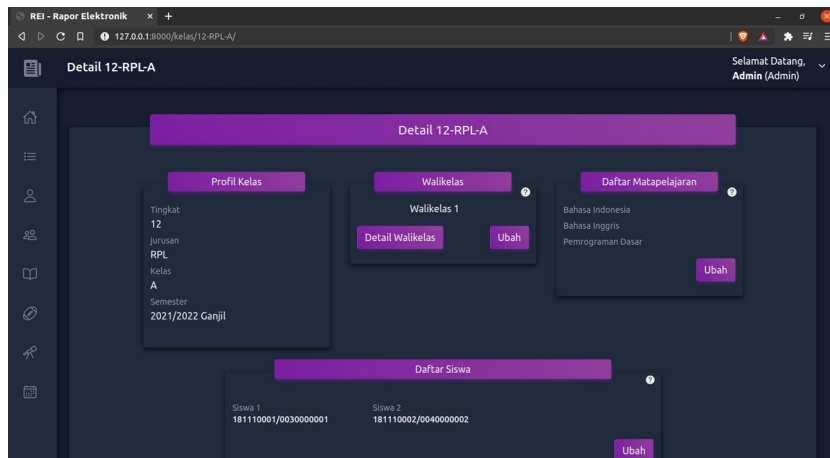 REI - Rapor Elektronik
127.0.0.1:8000/kelas/12-RPL-A/
Detail 12-RPL-A
Selamat Datang,
Admin (Admin)
Detail 12-RPL-A
Profil Kelas
Tingkat
12
jurusan
RPL
Kelas
A
Semester
2021/2022 Ganjil
Walikelas
Walikelas 1
Detail Walikelas
Ubah
Daftar Matapelajaran
Bahasa Indonesia
Bahasa Inggris
Pemrograman Dasar
Ubah
Daftar Siswa
Siswa 1
181110001/0030000001
Siswa 2
181110002/0040000002
Ubah